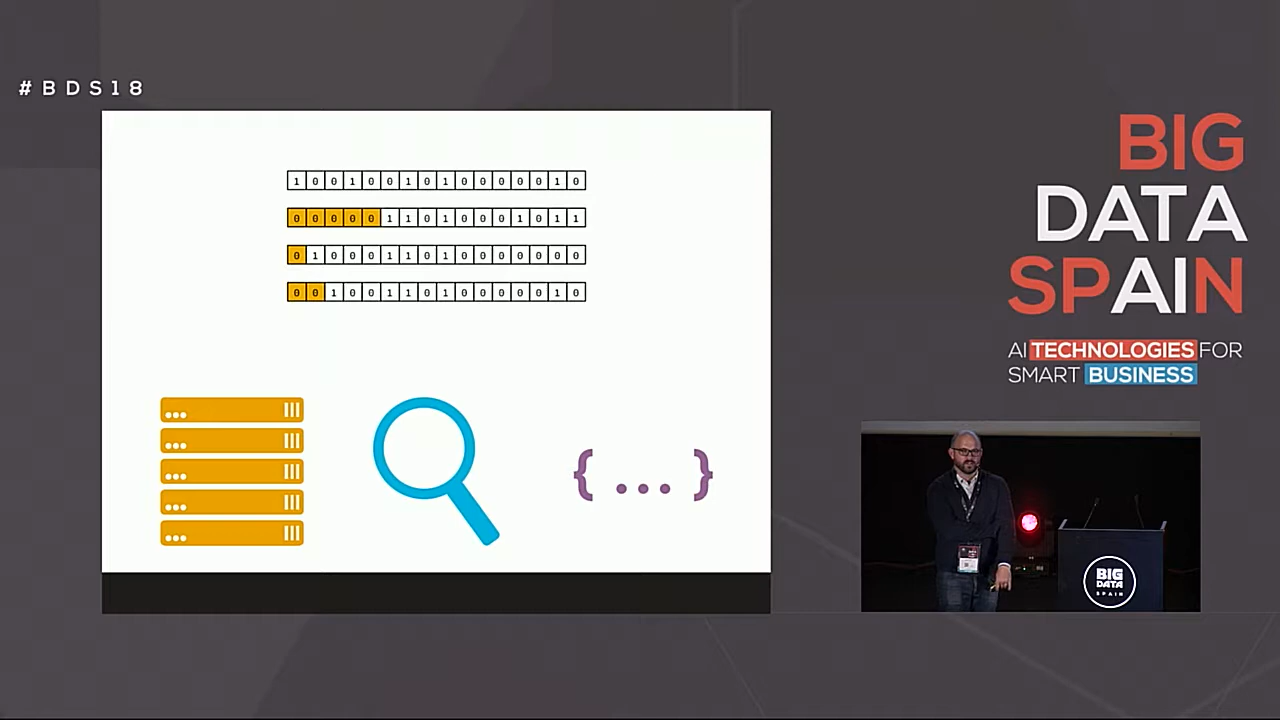 #BDS18
1 0 0 1 0 0 1 0 1 0 0 0 0 0 1 0
0 0 0 0 0 1 1 0 1 0 0 0 1 0 1 1
0 1 0 0 0 1 1 0 1 0 0 0 0 0 0 0
0 0 1 0 0 1 1 0 1 0 0 0 0 0 1 0
{ ... }
BIG
DATA
SPAIN
AI TECHNOLOGIES FOR
SMART BUSINESS
BIG
DATA
SPAIN